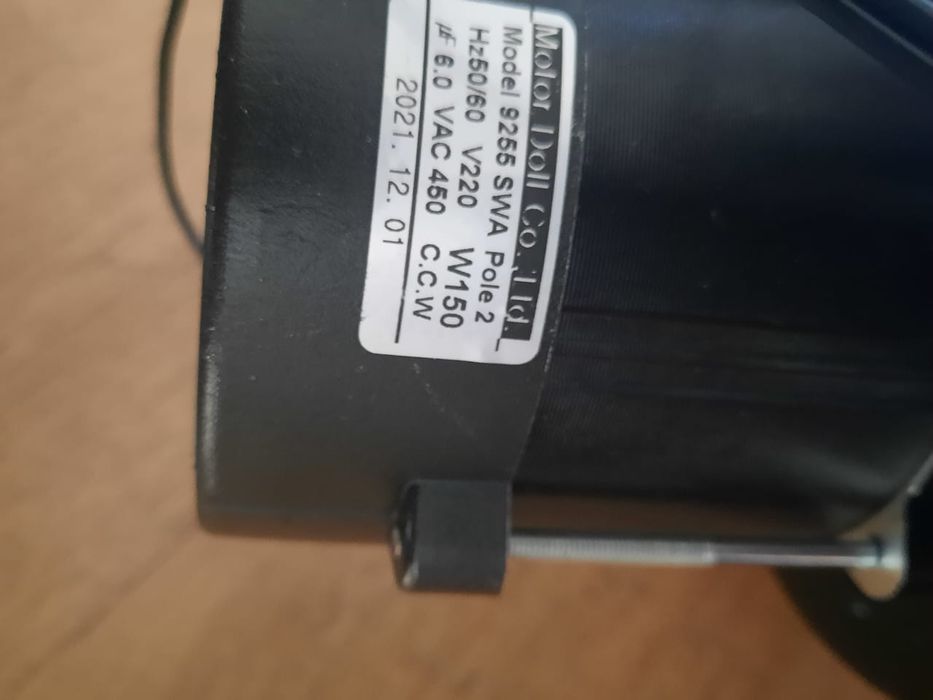 Motor Doll Co.,Ltd.
Model 9255 SWA Pole 2
Hz50/60 V220 W150
µF 6.0 VAC 450 C.C.W
2021. 12. 01